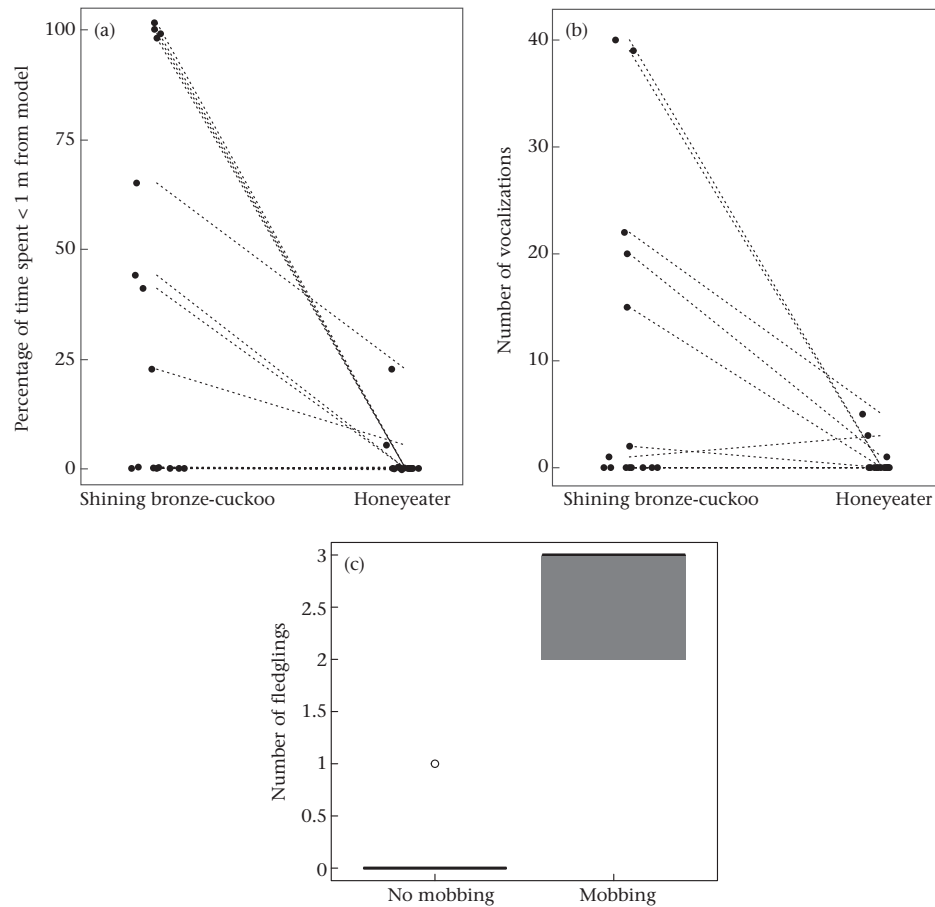 (a)
Percentage of time spent < 1 m from model
100
75
50
25
0
Shining bronze-cuckoo
Honeyeater
(b)
Number of vocalizations
40
30
20
10
0
Shining bronze-cuckoo
Honeyeater
(c)
Number of fledglings
3
2.5
2
1.5
1
0.5
0
No mobbing
Mobbing